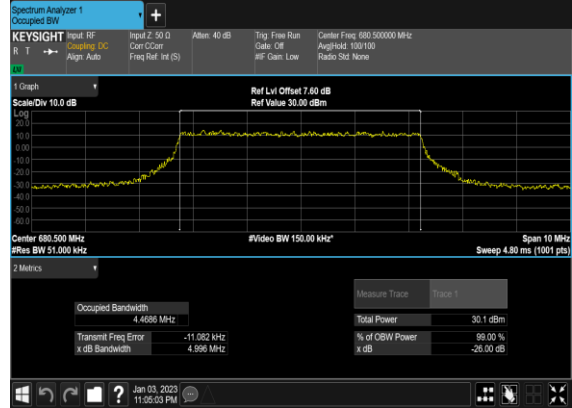 Spectrum Analyzer 1
Occupied BW
KEYSIGHT Input: RF Input Z: 50 Ω Atten: 40 dB Trig: Free Run Center Freq: 680.500000 MHz
R T Coupling: DC Corr CCorr Gate: Off Avg|Hold: 100/100
Align: Auto Freq Ref: Int (S) #IF Gain: Low Radio Std: None
1 Graph
Ref Lvl Offset 7.60 dB
Scale/Div 10.0 dB Ref Value 30.00 dBm
Log
20.0
10.0
0.00
-10.0
-20.0
-30.0
-40.0
-50.0
-60.0
Center 680.500 MHz #Video BW 150.00 kHz* Span 10 MHz
#Res BW 51.000 kHz Sweep 4.80 ms (1001 pts)
2 Metrics
Measure Trace Trace 1
Occupied Bandwidth
4.4686 MHz Total Power 30.1 dBm
Transmit Freq Error -11.082 kHz % of OBW Power 99.00 %
x dB Bandwidth 4.996 MHz x dB -26.00 dB
? Jan 03, 2023
11:05:03 PM